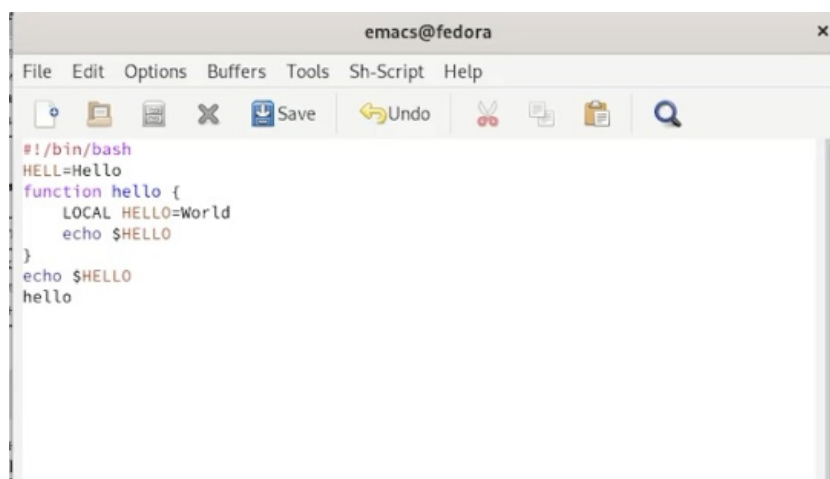 emacs@fedora
File Edit Options Buffers Tools Sh-Script Help
Save Undo
#!/bin/bash
HELL=Hello
function hello {
    LOCAL HELLO=World
    echo $HELLO
}
echo $HELLO
hello